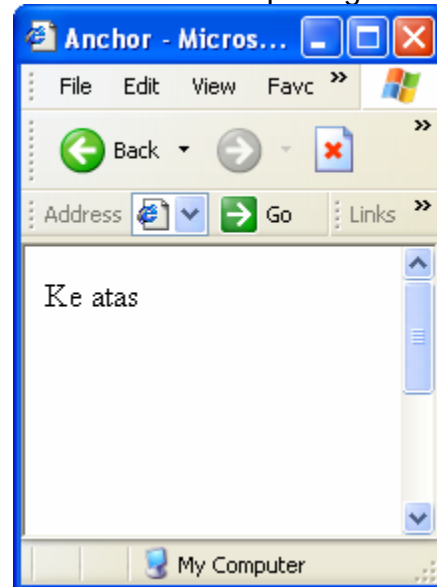 Anchor - Micros...
File Edit View Favc »
Back »
Address Go Links »
Ke atas
My Computer